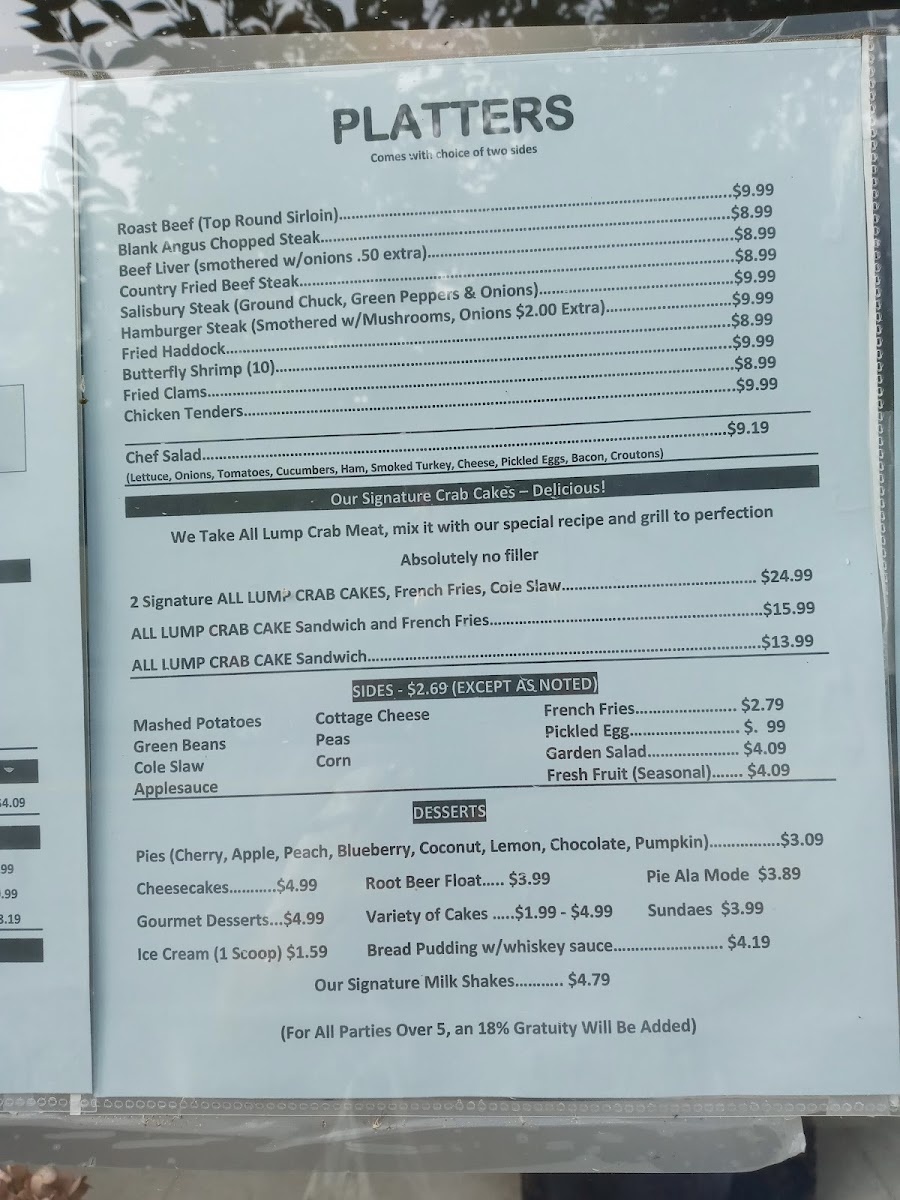 PLATTERS
Comes with choice of two sides
Roast Beef (Top Round Sirloin)..........$9.99
Blank Angus Chopped Steak..........$8.99
Beef Liver (smothered w/onions .50 extra)..........$8.99
Country Fried Beef Steak..........$8.99
Salisbury Steak (Ground Chuck, Green Peppers & Onions)..........$9.99
Hamburger Steak (Smothered w/Mushrooms, Onions $2.00 Extra)..........$9.99
Fried Haddock..........$8.99
Butterfly Shrimp (10)..........$9.99
Fried Clams..........$8.99
Chicken Tenders..........$9.99
Chef Salad..........$9.19
(Lettuce, Onions, Tomatoes, Cucumbers, Ham, Smoked Turkey, Cheese, Pickled Eggs, Bacon, Croutons)
Our Signature Crab Cakes – Delicious!
We Take All Lump Crab Meat, mix it with our special recipe and grill to perfection
Absolutely no filler
2 Signature ALL LUMP CRAB CAKES, French Fries, Cole Slaw.......... $24.99
ALL LUMP CRAB CAKE Sandwich and French Fries..........$15.99
ALL LUMP CRAB CAKE Sandwich..........$13.99
SIDES - $2.69 (EXCEPT AS NOTED)
Mashed Potatoes
Green Beans
Cole Slaw
Applesauce
Cottage Cheese
Peas
Corn
French Fries.......... $2.79
Pickled Egg.......... $. 99
Garden Salad.......... $4.09
Fresh Fruit (Seasonal)....... $4.09
DESSERTS
Pies (Cherry, Apple, Peach, Blueberry, Coconut, Lemon, Chocolate, Pumpkin)................$3.09
Cheesecakes...........$4.99 Root Beer Float..... $3.99 Pie Ala Mode $3.89
Gourmet Desserts...$4.99 Variety of Cakes .....$1.99 - $4.99 Sundaes $3.99
Ice Cream (1 Scoop) $1.59 Bread Pudding w/whiskey sauce.......... $4.19
Our Signature Milk Shakes........... $4.79
(For All Parties Over 5, an 18% Gratuity Will Be Added)
4.09
99
.99
3.19